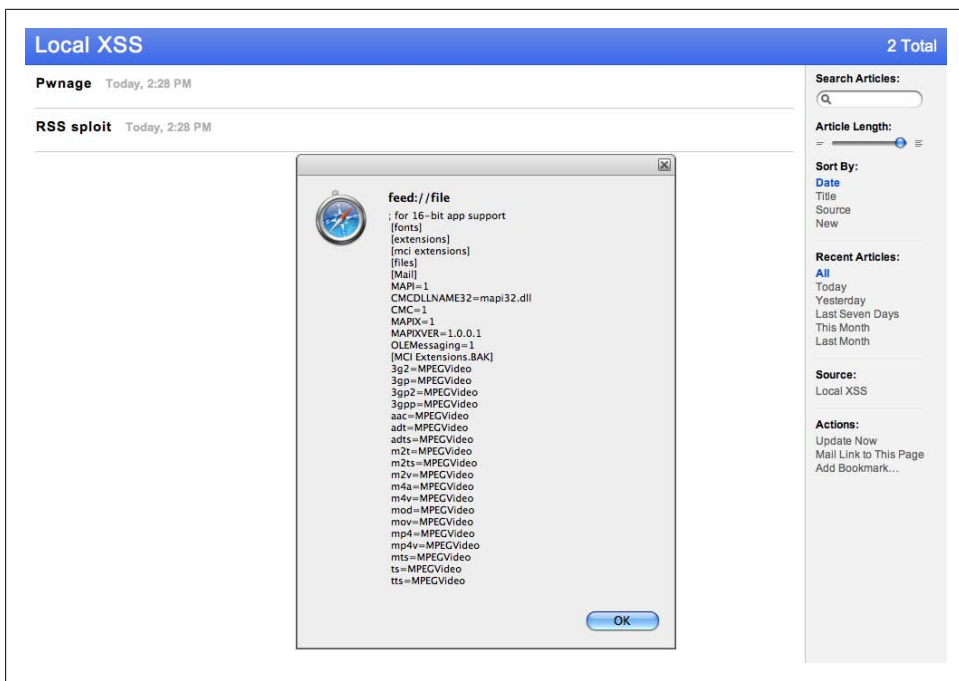 Local XSS
2 Total
Pwnage Today, 2:28 PM
RSS sploit Today, 2:28 PM
feed://file
; for 16-bit app support
[fonts]
[extensions]
[mci extensions]
[files]
[Mail]
MAPI=1
CMCDLLNAME32=mapi32.dll
CMC=1
MAPIX=1
MAPIXVER=1.0.0.1
OLEMessaging=1
[MCI Extensions.BAK]
3g2=MPEGVideo
3gp=MPEGVideo
3gp2=MPEGVideo
3gpp=MPEGVideo
aac=MPEGVideo
adt=MPEGVideo
adts=MPEGVideo
m2t=MPEGVideo
m2ts=MPEGVideo
m2v=MPEGVideo
m4a=MPEGVideo
m4v=MPEGVideo
mod=MPEGVideo
mov=MPEGVideo
mp4=MPEGVideo
mp4v=MPEGVideo
mts=MPEGVideo
ts=MPEGVideo
tts=MPEGVideo
OK
Search Articles:
Article Length:
Sort By:
Date
Title
Source
New
Recent Articles:
All
Today
Yesterday
Last Seven Days
This Month
Last Month
Source:
Local XSS
Actions:
Update Now
Mail Link to This Page
Add Bookmark...